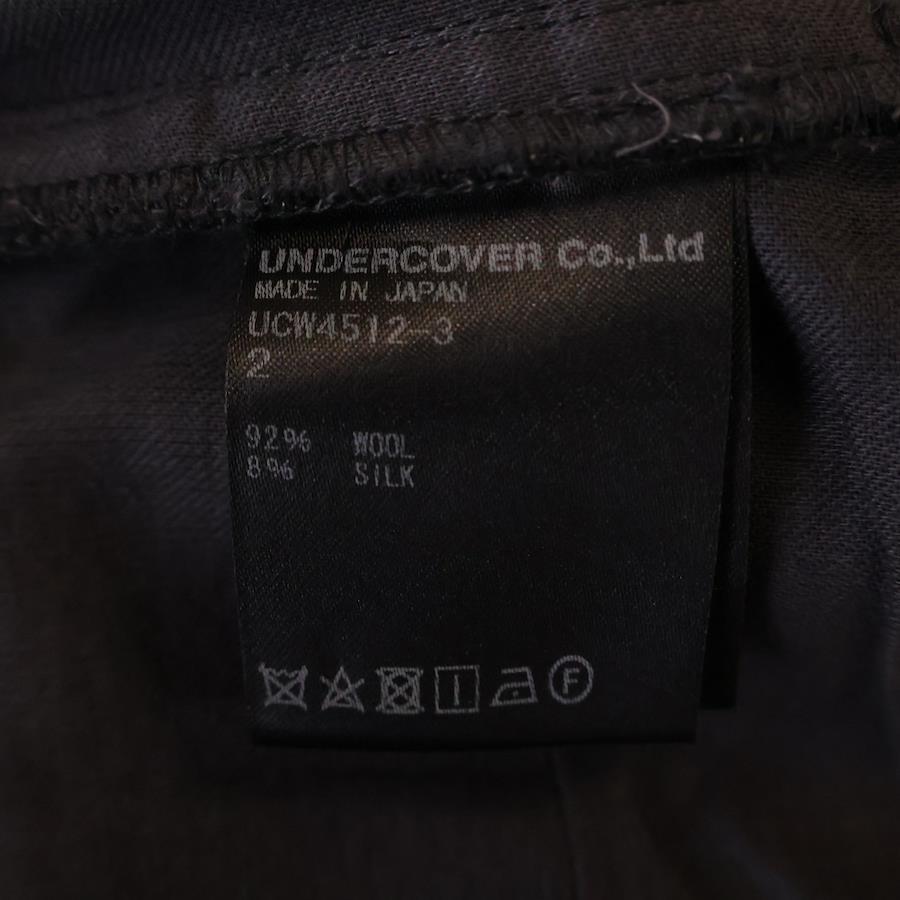 UNDERCOVER Co.,Ltd
MADE IN JAPAN
UCW4512-3
2
92% WOOL
8% SILK
F